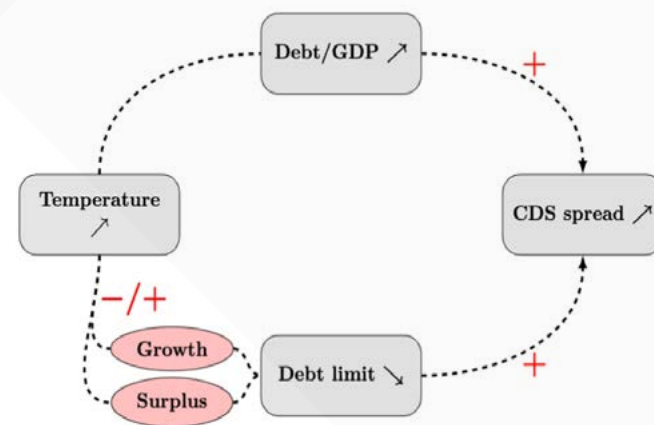 Debt/GDP ↗
+
Temperature
↗
CDS spread ↗
−/+
Growth
Debt limit ↘
+
Surplus